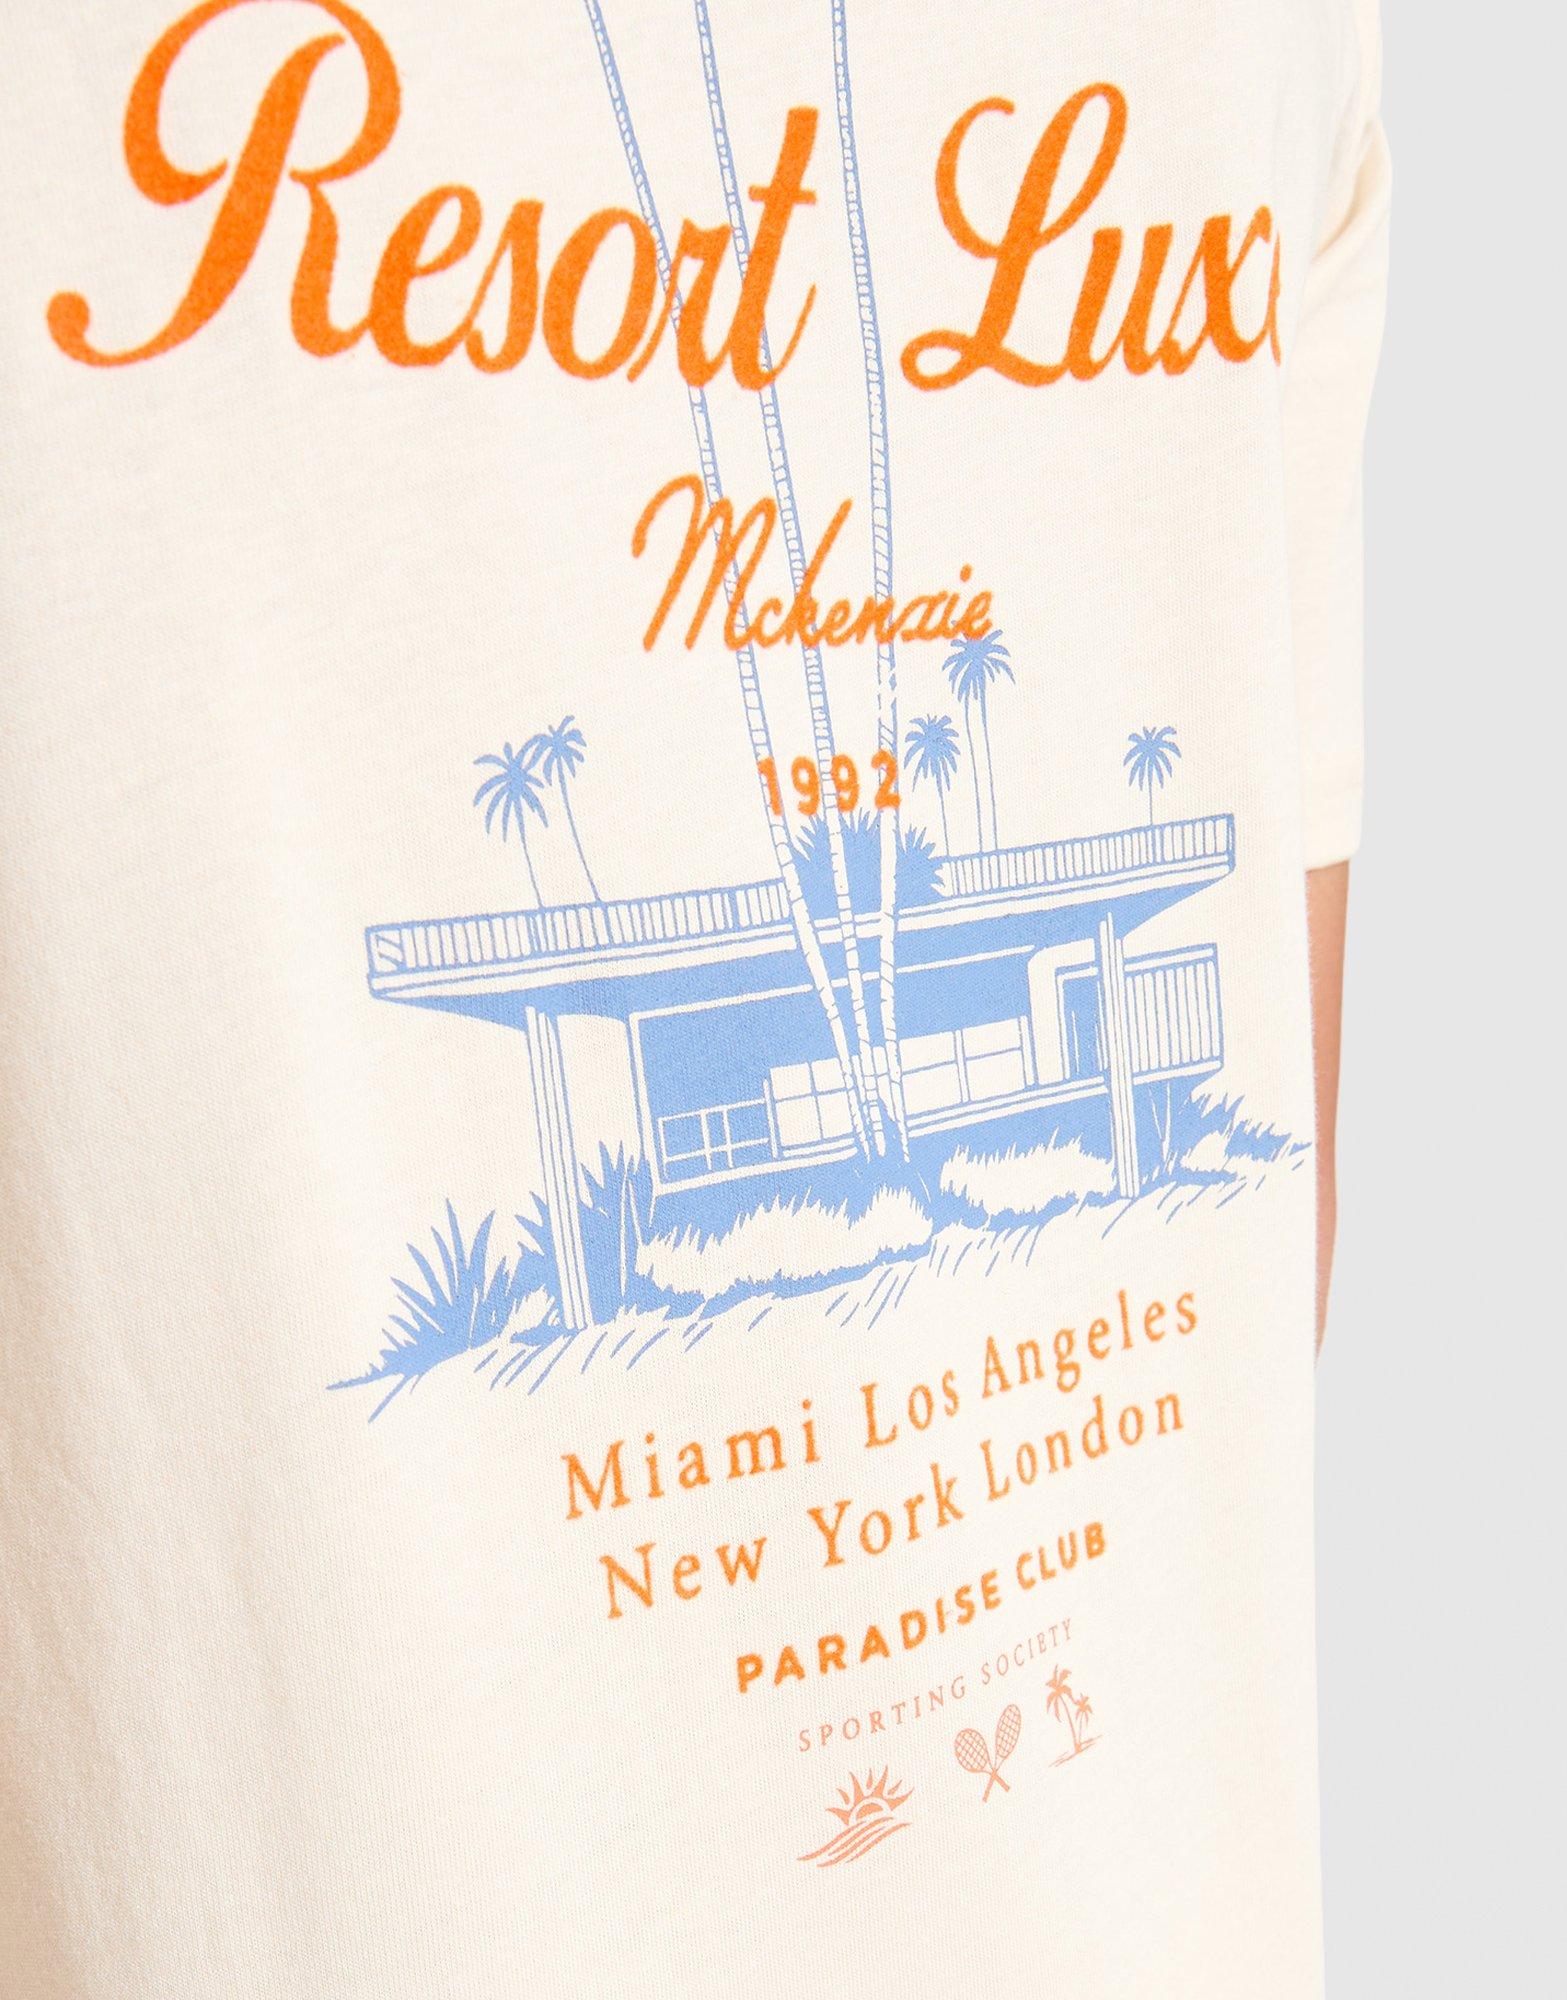 Resort Luxe
Mckenzie
1992
Miami Los Angeles
New York London
PARADISE CLUB
SPORTING SOCIETY